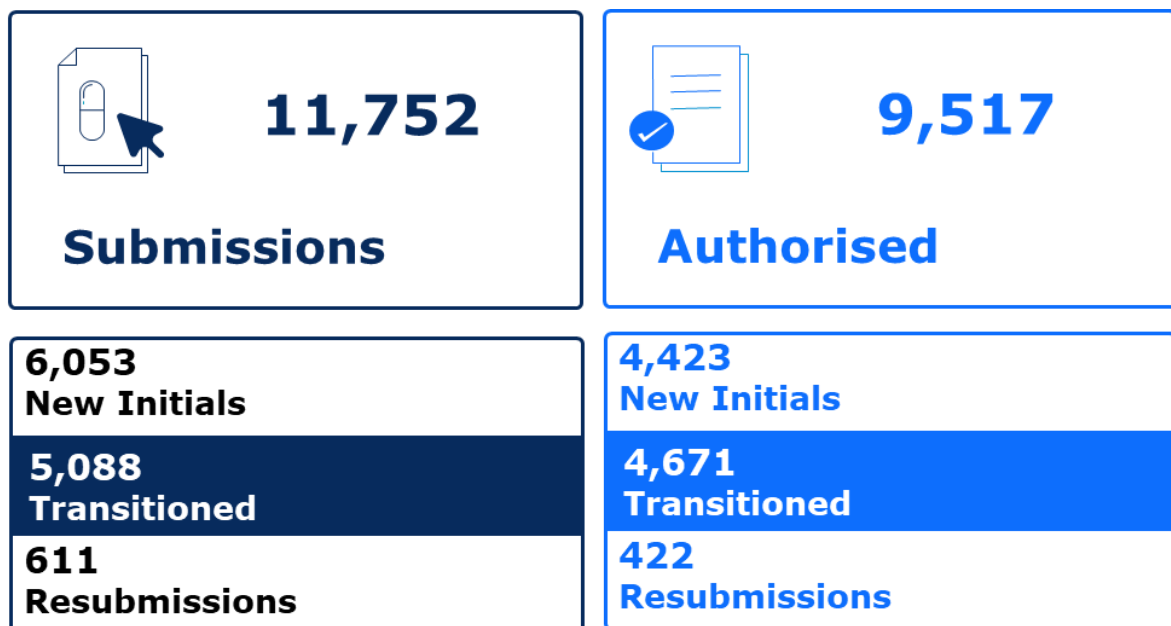 11,752
Submissions
9,517
Authorised
6,053
New Initials
5,088
Transitioned
611
Resubmissions
4,423
New Initials
4,671
Transitioned
422
Resubmissions